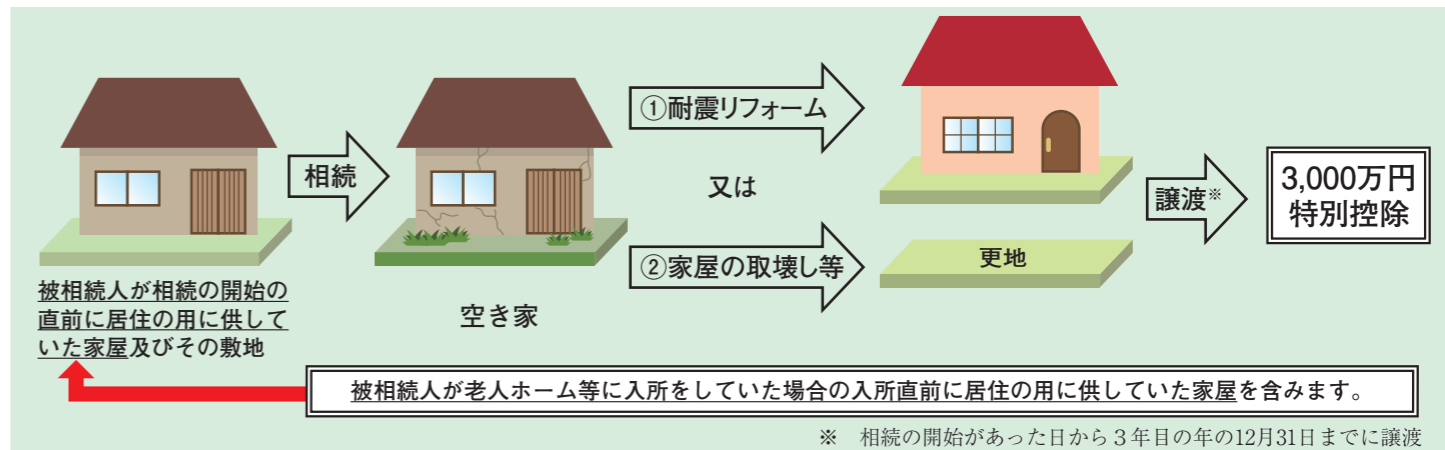 相続
①耐震リフォーム
又は
②家屋の取壊し等
更地
譲渡※
3,000万円
特別控除
被相続人が相続の開始の
直前に居住の用に供して
いた家屋及びその敷地
空き家
被相続人が老人ホーム等に入所をしていた場合の入所直前に居住の用に供していた家屋を含みます。
※　相続の開始があった日から３年目の年の12月31日までに譲渡